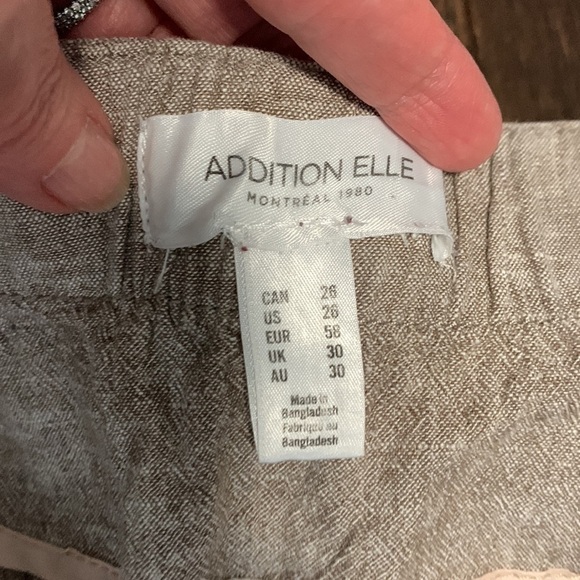 ADDITION ELLE
MONTRÉAL 1980
CAN 26
US 26
EUR 56
UK 30
AU 30
Made in
Bangladesh
Fabriqué au
Bangladesh